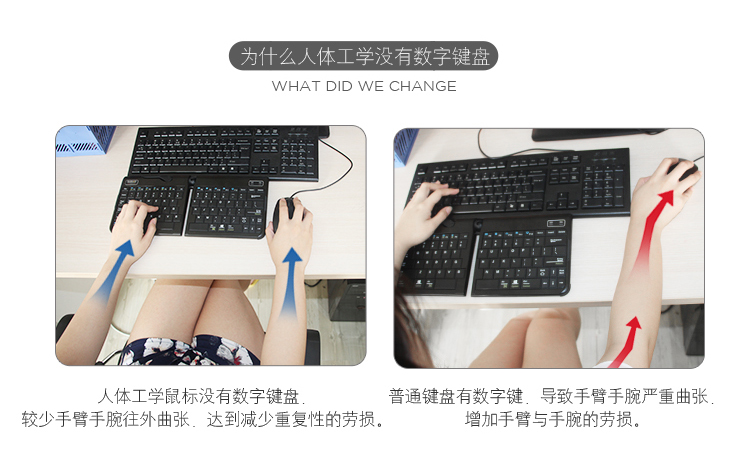 为什么人体工学没有数字键盘
WHAT DID WE CHANGE
人体工学鼠标没有数字键盘,
较少手臂手腕往外曲张, 达到减少重复性的劳损。
普通键盘有数字键, 导致手臂手腕严重曲张,
增加手臂与手腕的劳损。